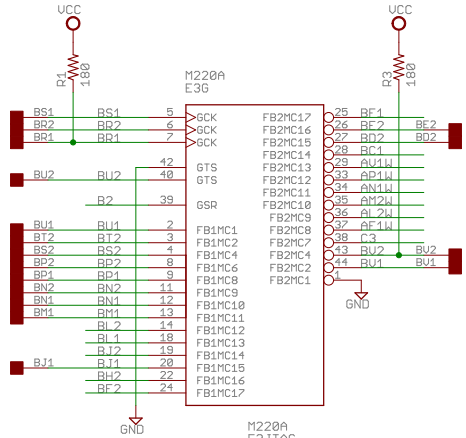 VCC VCC
R1 180 R3 180
M220A
E3G
BS1 BS1 5 GCK FB2MC17 25 BF1
BR2 BR2 6 GCK FB2MC16 26 BE2 BE2
BR1 BR1 7 GCK FB2MC15 27 BD2 BD2
FB2MC14 28 BC1
42 GTS FB2MC13 29 AV1W
BU2 BU2 40 GTS FB2MC12 33 AP1W
FB2MC11 34 AN1W
B2 39 GSR FB2MC10 35 AM2W
FB2MC9 36 AL2W
BU1 BU1 2 FB1MC1 FB2MC8 37 AF1W
BT2 BT2 3 FB1MC2 FB2MC7 38 C3
BS2 BS2 4 FB1MC4 FB2MC4 43 BV2 BV2
BP2 BP2 8 FB1MC6 FB2MC2 44 BV1 BV1
BP1 BP1 9 FB1MC8 FB2MC1 1
BN2 BN2 11 FB1MC9
BN1 BN1 12 FB1MC10 GND
BM1 BM1 13 FB1MC11
BL2 14 FB1MC12
BL1 18 FB1MC13
BJ2 19 FB1MC14
BJ1 BJ1 20 FB1MC15
BH2 22 FB1MC16
BF2 24 FB1MC17
GND M220A